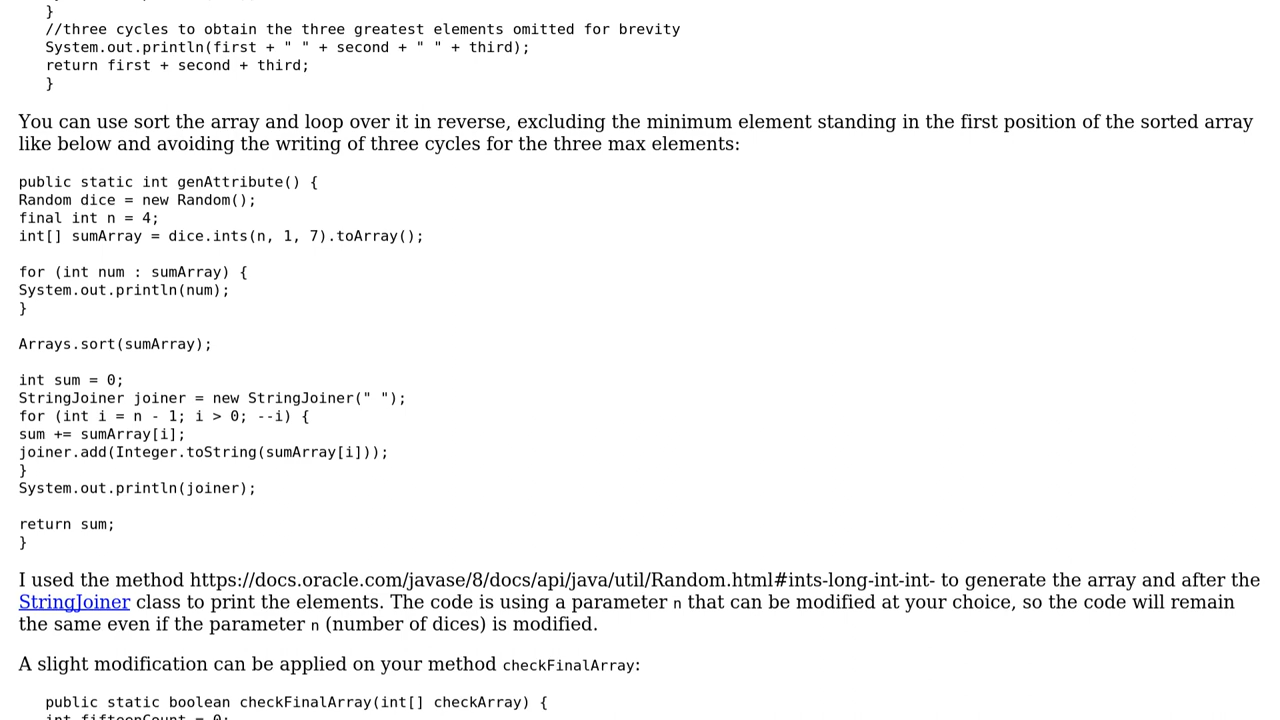 }
//three cycles to obtain the three greatest elements omitted for brevity
System.out.println(first + " " + second + " " + third);
return first + second + third;
}
You can use sort the array and loop over it in reverse, excluding the minimum element standing in the first position of the sorted array
like below and avoiding the writing of three cycles for the three max elements:
public static int genAttribute() {
Random dice = new Random();
final int n = 4;
int[] sumArray = dice.ints(n, 1, 7).toArray();
for (int num : sumArray) {
System.out.println(num);
}
Arrays.sort(sumArray);
int sum = 0;
StringJoiner joiner = new StringJoiner(" ");
for (int i = n - 1; i > 0; --i) {
sum += sumArray[i];
joiner.add(Integer.toString(sumArray[i]));
}
System.out.println(joiner);
return sum;
}
I used the method https://docs.oracle.com/javase/8/docs/api/java/util/Random.html#ints-long-int-int- to generate the array and after the
StringJoiner class to print the elements. The code is using a parameter n that can be modified at your choice, so the code will remain
the same even if the parameter n (number of dices) is modified.
A slight modification can be applied on your method checkFinalArray:
public static boolean checkFinalArray(int[] checkArray) {
int fifteenCount = 0;